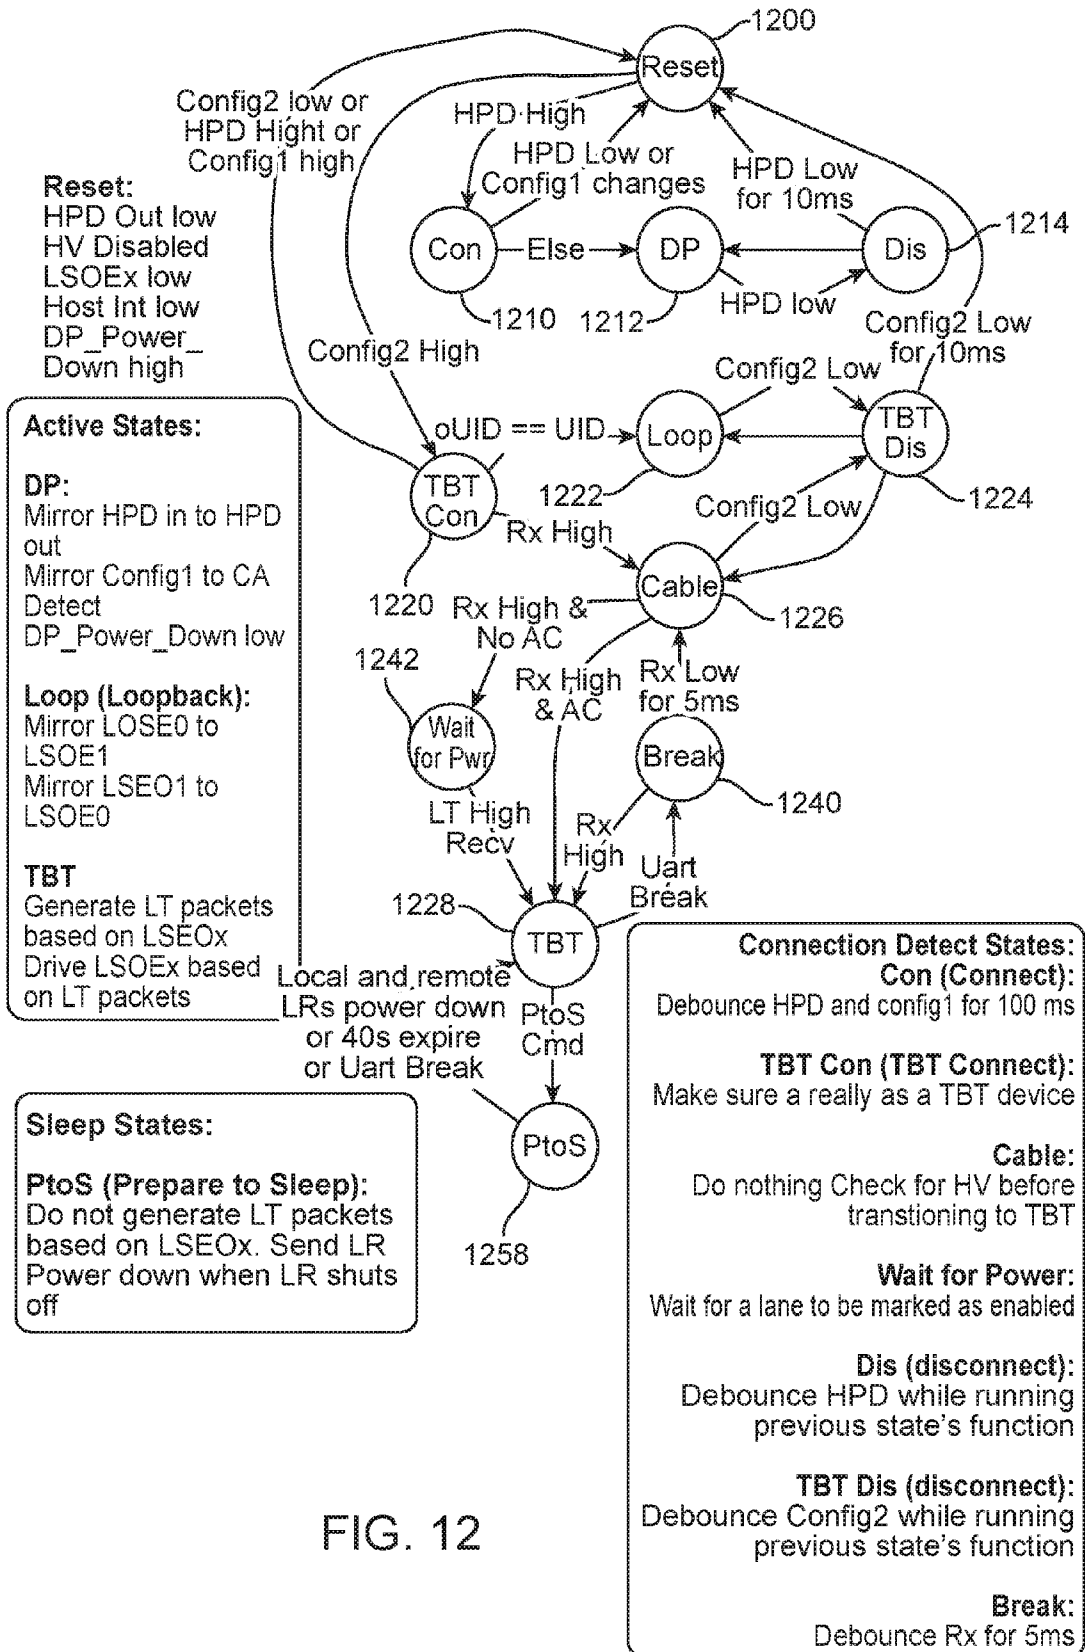 1200
Reset
Config2 low or
HPD Hight or
Config1 high
HPD High
HPD Low or
Config1 changes
HPD Low
for 10ms
Reset:
HPD Out low
HV Disabled
LSOEx low
Host Int low
DP_Power_
Down high
Con
Else
DP
Dis
1214
HPD low
1210
1212
Config2 High
Config2 Low
for 10ms
Config2 Low
oUID == UID
Loop
TBT
Dis
TBT
Con
1222
1224
Config2 Low
Rx High
Cable
1220
1226
Rx High &
No AC
1242
Rx High
& AC
Rx Low
for 5ms
Wait
for Pwr
Break
1240
LT High
Recv
Rx
High
Uart
Break
1228
TBT
Local and remote
LRs power down
or 40s expire
or Uart Break
PtoS
Cmd
PtoS
1258
Active States:
DP:
Mirror HPD in to HPD
out
Mirror Config1 to CA
Detect
DP_Power_Down low
Loop (Loopback):
Mirror LOSE0 to
LSOE1
Mirror LSEO1 to
LSOE0
TBT
Generate LT packets
based on LSEOx
Drive LSOEx based
on LT packets
Sleep States:
PtoS (Prepare to Sleep):
Do not generate LT packets
based on LSEOx. Send LR
Power down when LR shuts
off
Connection Detect States:
Con (Connect):
Debounce HPD and config1 for 100 ms
TBT Con (TBT Connect):
Make sure a really as a TBT device
Cable:
Do nothing Check for HV before
transtioning to TBT
Wait for Power:
Wait for a lane to be marked as enabled
Dis (disconnect):
Debounce HPD while running
previous state's function
TBT Dis (disconnect):
Debounce Config2 while running
previous state's function
Break:
Debounce Rx for 5ms
FIG. 12